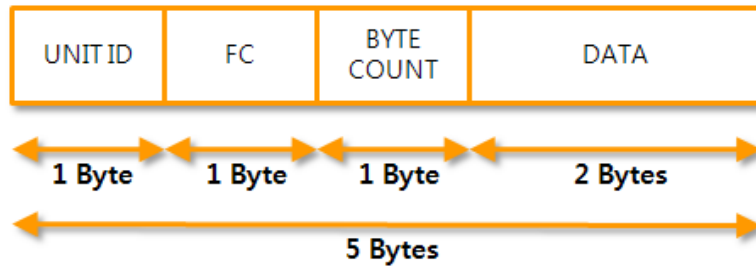 UNIT ID
FC
BYTE
COUNT
DATA
1 Byte
1 Byte
1 Byte
2 Bytes
5 Bytes